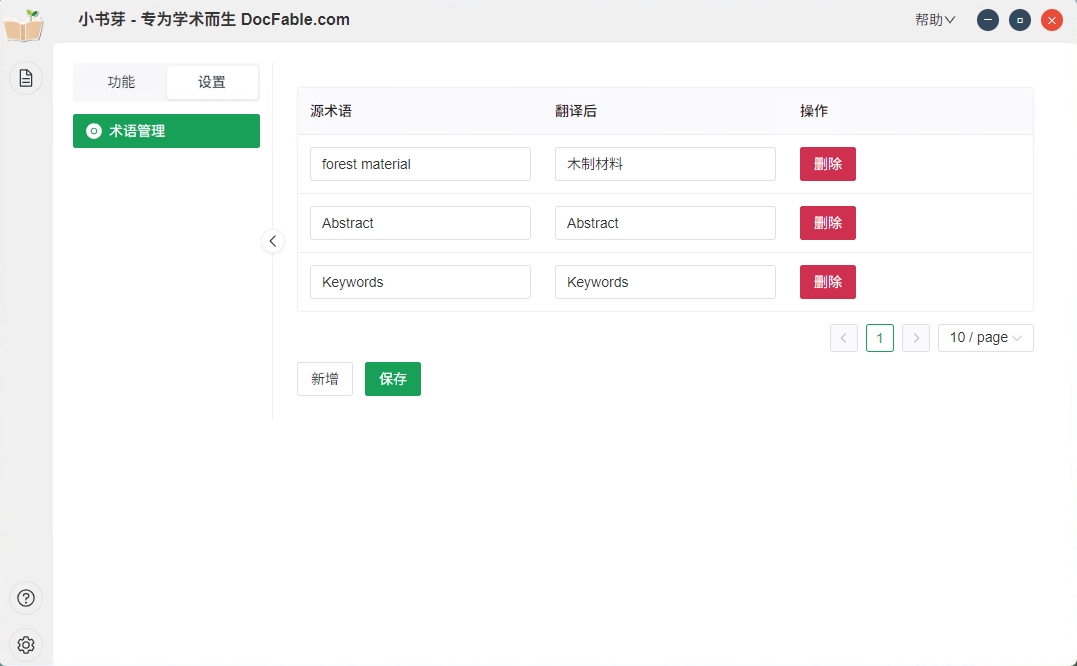 小书芽 - 专为学术而生 DocFable.com
帮助
功能 设置
术语管理
源术语 翻译后 操作
forest material 木制材料 删除
Abstract Abstract 删除
Keywords Keywords 删除
1 10 / page
新增 保存